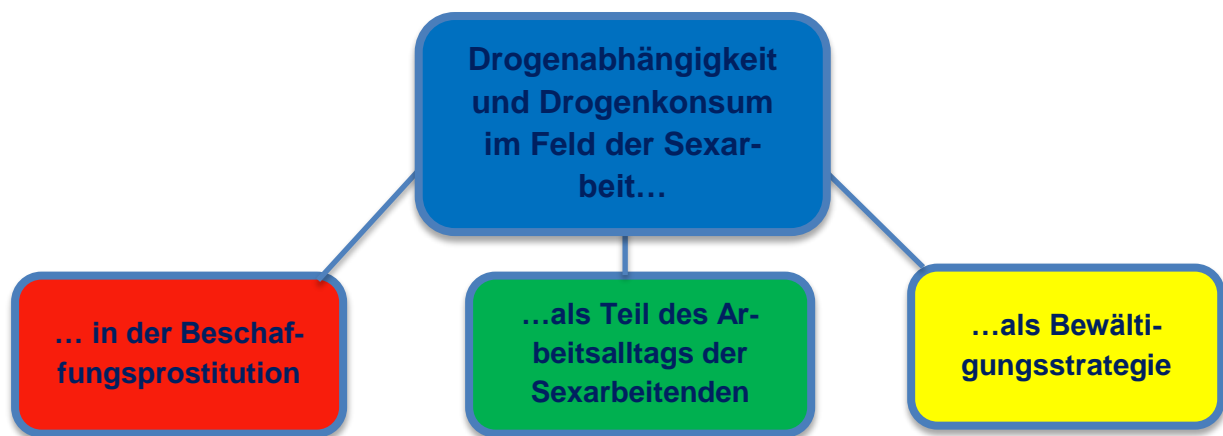 Drogenabhängigkeit
und Drogenkonsum
im Feld der Sexar-
beit…
… in der Beschaf-
fungsprostitution
…als Teil des Ar-
beitsalltags der
Sexarbeitenden
…als Bewälti-
gungsstrategie